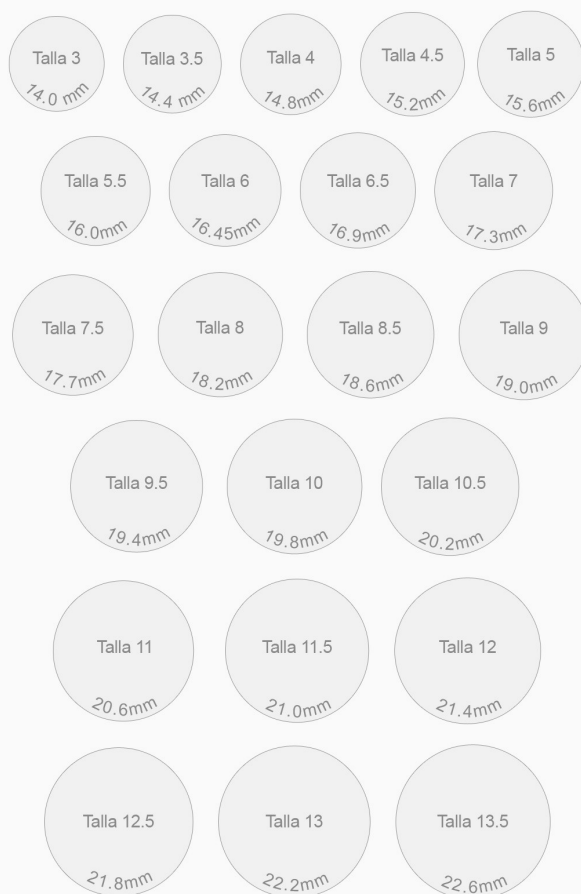 Talla 3
14.0 mm
Talla 3.5
14.4 mm
Talla 4
14.8mm
Talla 4.5
15.2mm
Talla 5
15.6mm
Talla 5.5
16.0mm
Talla 6
16.45mm
Talla 6.5
16.9mm
Talla 7
17.3mm
Talla 7.5
17.7mm
Talla 8
18.2mm
Talla 8.5
18.6mm
Talla 9
19.0mm
Talla 9.5
19.4mm
Talla 10
19.8mm
Talla 10.5
20.2mm
Talla 11
20.6mm
Talla 11.5
21.0mm
Talla 12
21.4mm
Talla 12.5
21.8mm
Talla 13
22.2mm
Talla 13.5
22.6mm